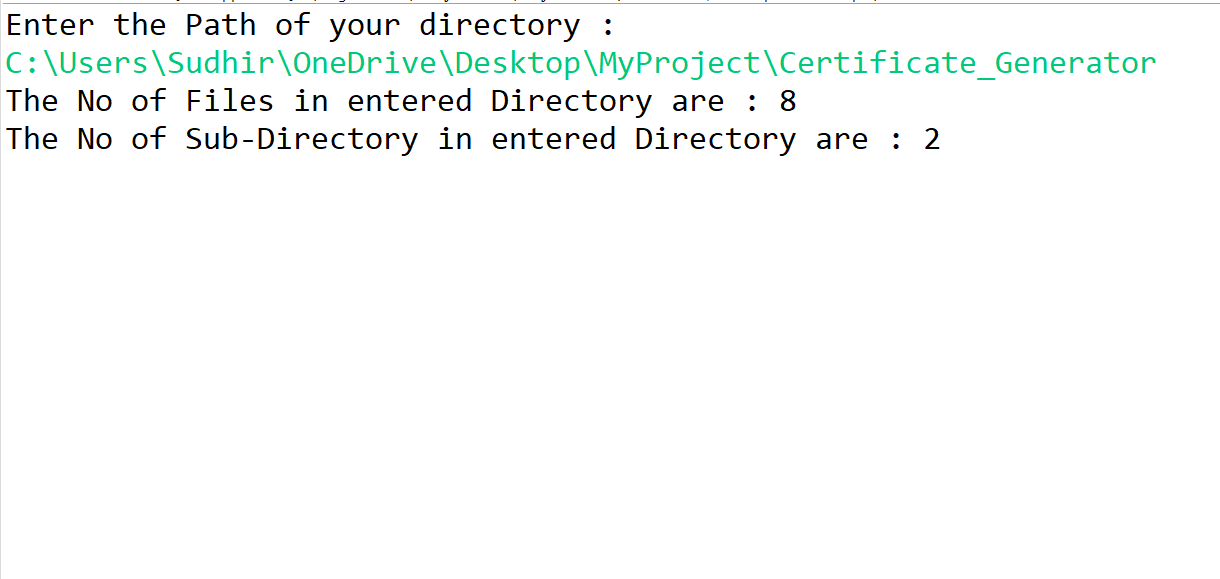 Enter the Path of your directory :
C:\Users\Sudhir\OneDrive\Desktop\MyProject\Certificate_Generator
The No of Files in entered Directory are : 8
The No of Sub-Directory in entered Directory are : 2